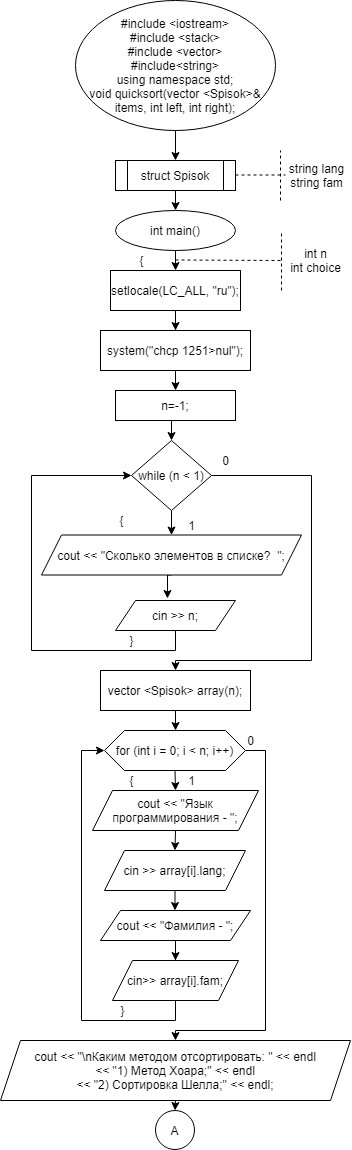 #include <iostream>
#include <stack>
#include <vector>
#include<string>
using namespace std;
void quicksort(vector <Spisok>&
items, int left, int right);
struct Spisok
string lang
string fam
int main()
{
int n
int choice
setlocale(LC_ALL, "ru");
system("chcp 1251>nul");
n=-1;
while (n < 1)
0
{
1
cout << "Сколько элементов в списке?  ";
cin >> n;
}
vector <Spisok> array(n);
for (int i = 0; i < n; i++)
0
{
1
cout << "Язык
программирования - ";
cin >> array[i].lang;
cout << "Фамилия - ";
cin>> array[i].fam;
}
cout << "\nКаким методом отсортировать: " << endl
<< "1) Метод Хоара;" << endl
<< "2) Сортировка Шелла;" << endl;
A